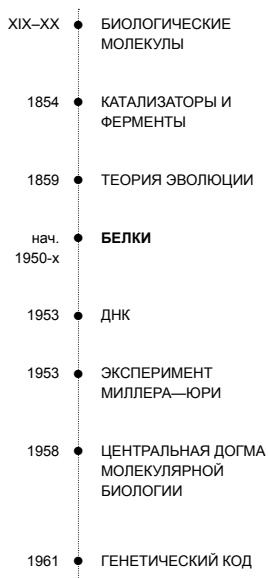 XIX–XX БИОЛОГИЧЕСКИЕ
МОЛЕКУЛЫ
1854 КАТАЛИЗАТОРЫ И
ФЕРМЕНТЫ
1859 ТЕОРИЯ ЭВОЛЮЦИИ
нач. БЕЛКИ
1950-х
1953 ДНК
1953 ЭКСПЕРИМЕНТ
МИЛЛЕРА—ЮРИ
1958 ЦЕНТРАЛЬНАЯ ДОГМА
МОЛЕКУЛЯРНОЙ
БИОЛОГИИ
1961 ГЕНЕТИЧЕСКИЙ КОД